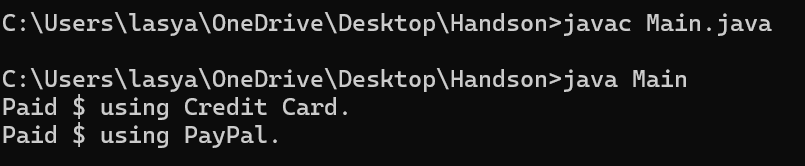 C:\Users\lasya\OneDrive\Desktop\Handson>javac Main.java
C:\Users\lasya\OneDrive\Desktop\Handson>java Main
Paid $ using Credit Card.
Paid $ using PayPal.